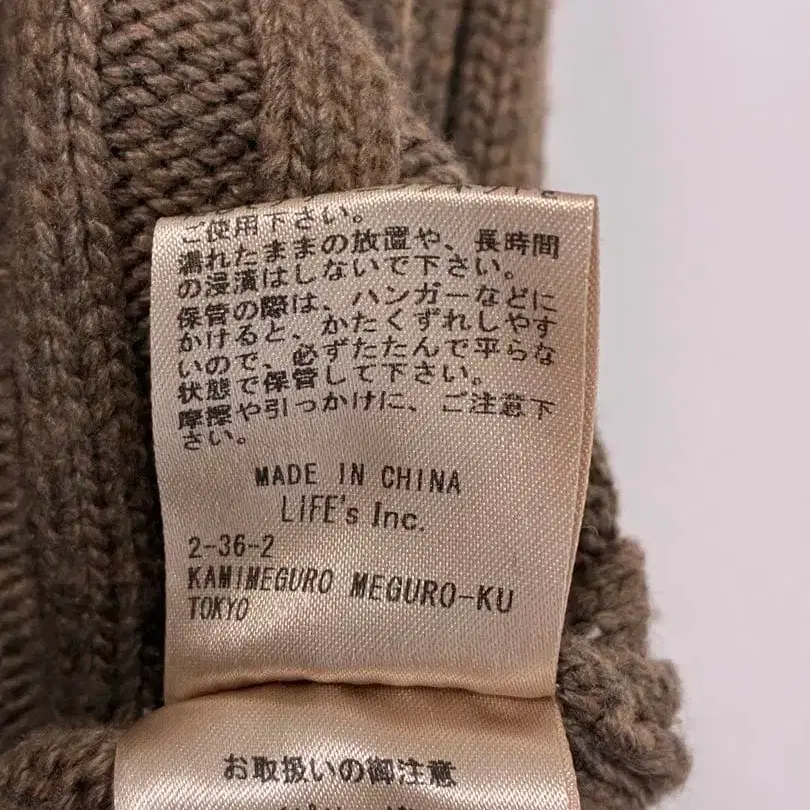 ご使用下さい。
濡れたままの放置や、長時間
の浸漬はしないで下さい。
保管の際は、ハンガーなどに
かけると、かたくずれしやす
いので、必ずたたんで平らな
状態で保管して下さい。
摩擦や引っかけに、ご注意下
さい。
MADE IN CHINA
LIFE's Inc.
2-36-2
KAMIMEGURO MEGURO-KU
TOKYO
お取扱いの御注意